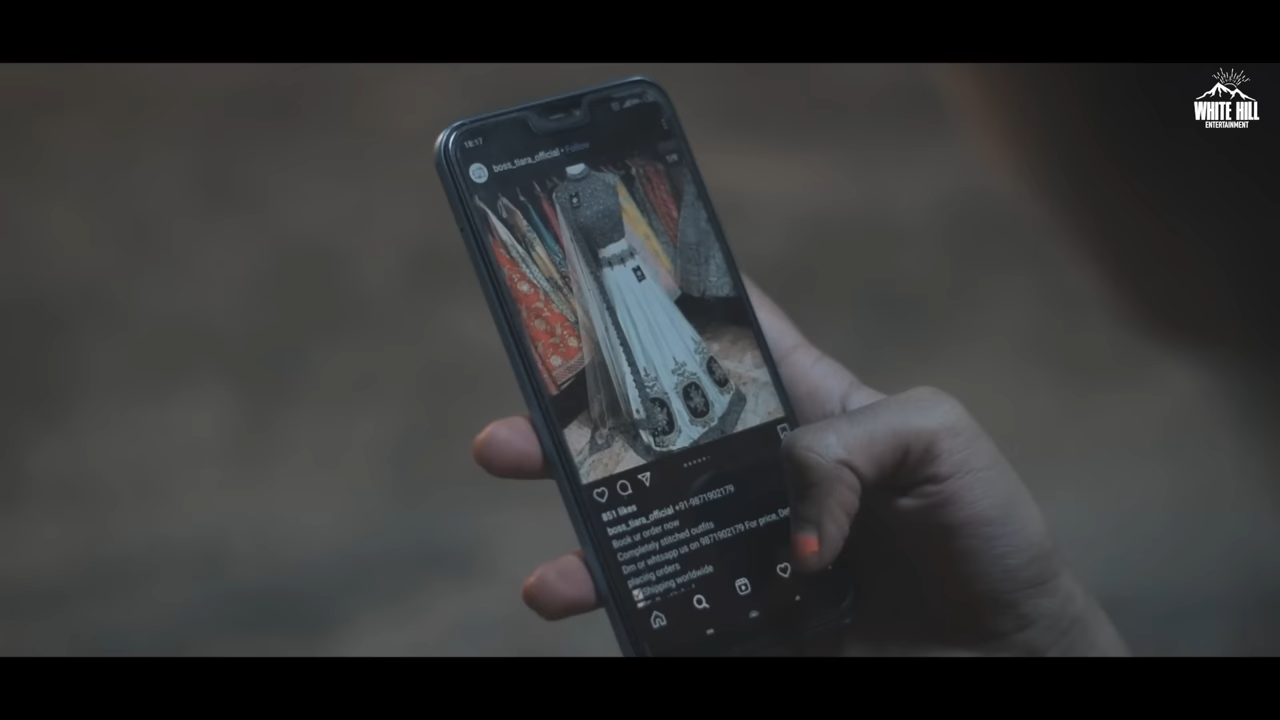 WHITE HILL
ENTERTAINMENT
18:17
boss_tiara_official • Follow
851 likes
boss_tiara_official +91-9871902179
Book ur order now
Completely stitched outfits
Dm or whtsapp us on 9871902179 For price, Det
placing orders
Shipping worldwide